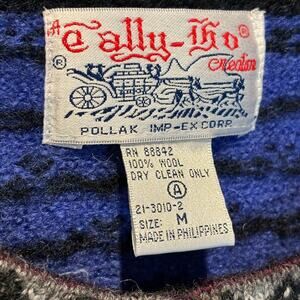 A Tally-Ho
® ®
Creation
POLLAK IMP-EX CORP.
RN 88842
100% WOOL
DRY CLEAN ONLY
A
21-3010-2
SIZE: M
MADE IN PHILIPPINES